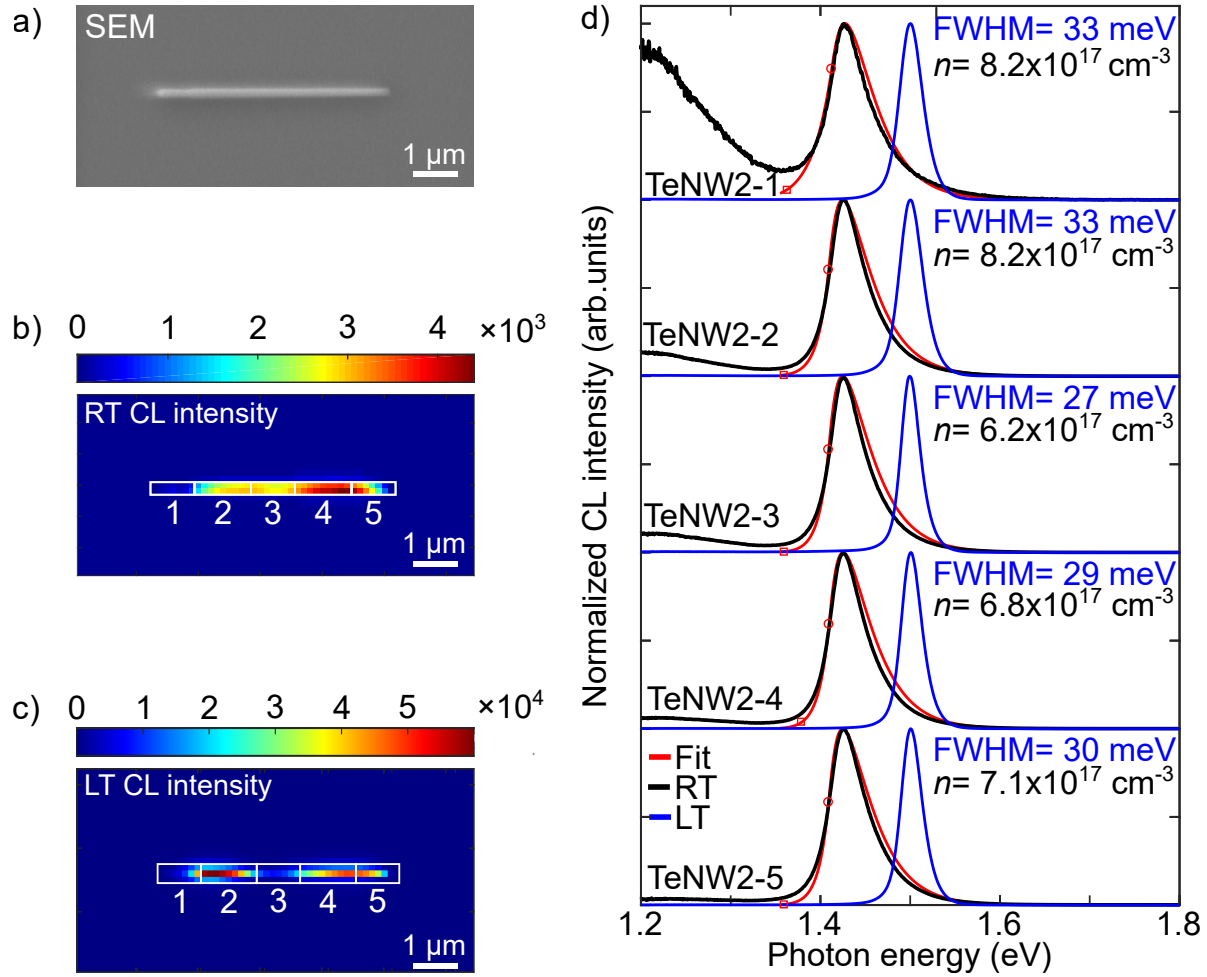 a)
SEM
1 µm
b)
0 1 2 3 4 ×10³
RT CL intensity
1 2 3 4 5
1 µm
c)
0 1 2 3 4 5 ×10⁴
LT CL intensity
1 2 3 4 5
1 µm
d)
Normalized CL intensity (arb.units)
FWHM= 33 meV
n= 8.2x10¹⁷ cm⁻³
TeNW2-1
FWHM= 33 meV
n= 8.2x10¹⁷ cm⁻³
TeNW2-2
FWHM= 27 meV
n= 6.2x10¹⁷ cm⁻³
TeNW2-3
FWHM= 29 meV
n= 6.8x10¹⁷ cm⁻³
TeNW2-4
FWHM= 30 meV
n= 7.1x10¹⁷ cm⁻³
Fit
RT
LT
TeNW2-5
1.2 1.4 1.6 1.8
Photon energy (eV)